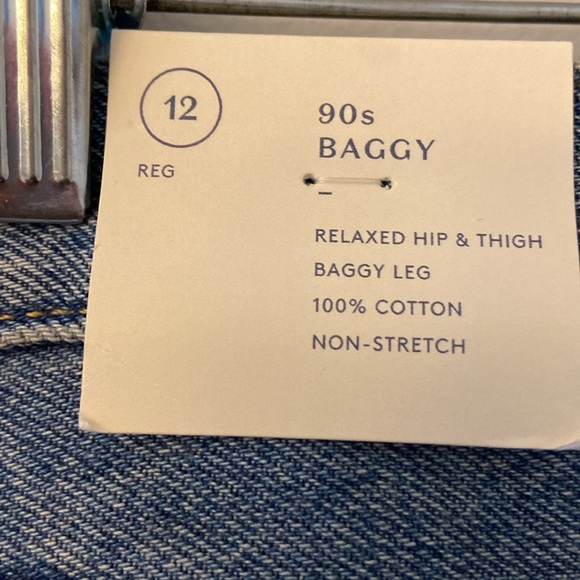 12
REG
90s
BAGGY
–
RELAXED HIP & THIGH
BAGGY LEG
100% COTTON
NON-STRETCH